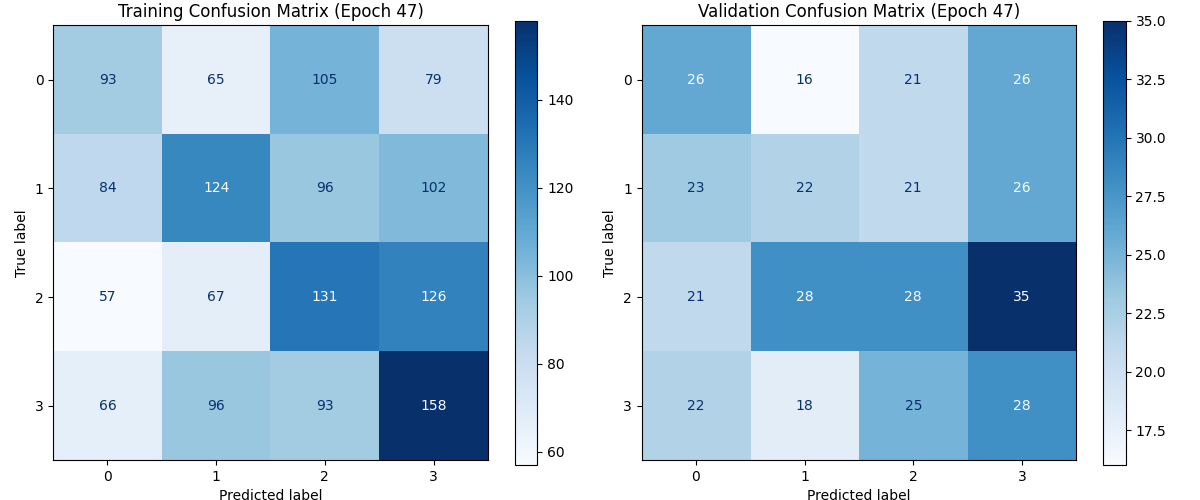 Training Confusion Matrix (Epoch 47)
0 93 65 105 79
1 84 124 96 102
2 57 67 131 126
3 66 96 93 158
0 1 2 3
Predicted label
True label
140
120
100
80
60
Validation Confusion Matrix (Epoch 47)
0 26 16 21 26
1 23 22 21 26
2 21 28 28 35
3 22 18 25 28
0 1 2 3
Predicted label
True label
35.0
32.5
30.0
27.5
25.0
22.5
20.0
17.5